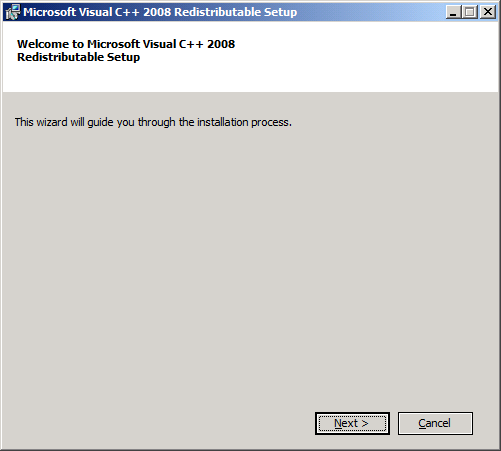 Microsoft Visual C++ 2008 Redistributable Setup
Welcome to Microsoft Visual C++ 2008
Redistributable Setup
This wizard will guide you through the installation process.
Next >
Cancel